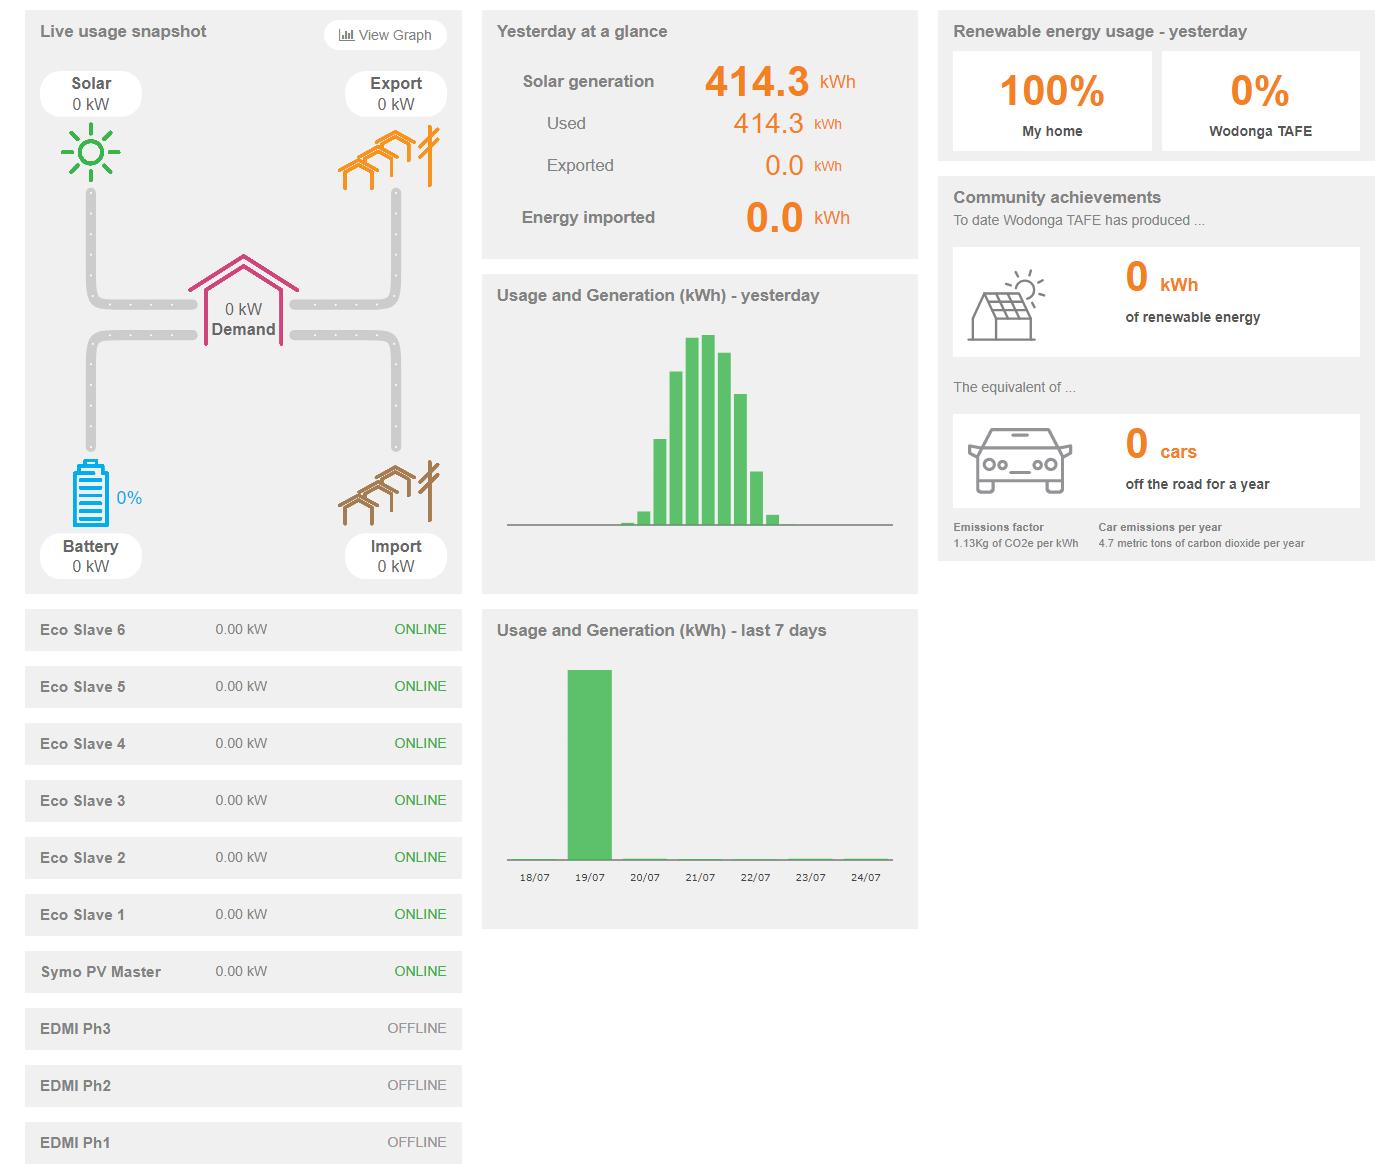 Live usage snapshot
View Graph
Solar
0 kW
Export
0 kW
0 kW
Demand
0%
Battery
0 kW
Import
0 kW
Eco Slave 6 0.00 kW ONLINE
Eco Slave 5 0.00 kW ONLINE
Eco Slave 4 0.00 kW ONLINE
Eco Slave 3 0.00 kW ONLINE
Eco Slave 2 0.00 kW ONLINE
Eco Slave 1 0.00 kW ONLINE
Symo PV Master 0.00 kW ONLINE
EDMI Ph3 OFFLINE
EDMI Ph2 OFFLINE
EDMI Ph1 OFFLINE
Yesterday at a glance
Solar generation 414.3 kWh
Used 414.3 kWh
Exported 0.0 kWh
Energy imported 0.0 kWh
Usage and Generation (kWh) - yesterday
Usage and Generation (kWh) - last 7 days
18/07 19/07 20/07 21/07 22/07 23/07 24/07
Renewable energy usage - yesterday
100%
My home
0%
Wodonga TAFE
Community achievements
To date Wodonga TAFE has produced ...
0 kWh
of renewable energy
The equivalent of ...
0 cars
off the road for a year
Emissions factor
1.13Kg of CO2e per kWh
Car emissions per year
4.7 metric tons of carbon dioxide per year